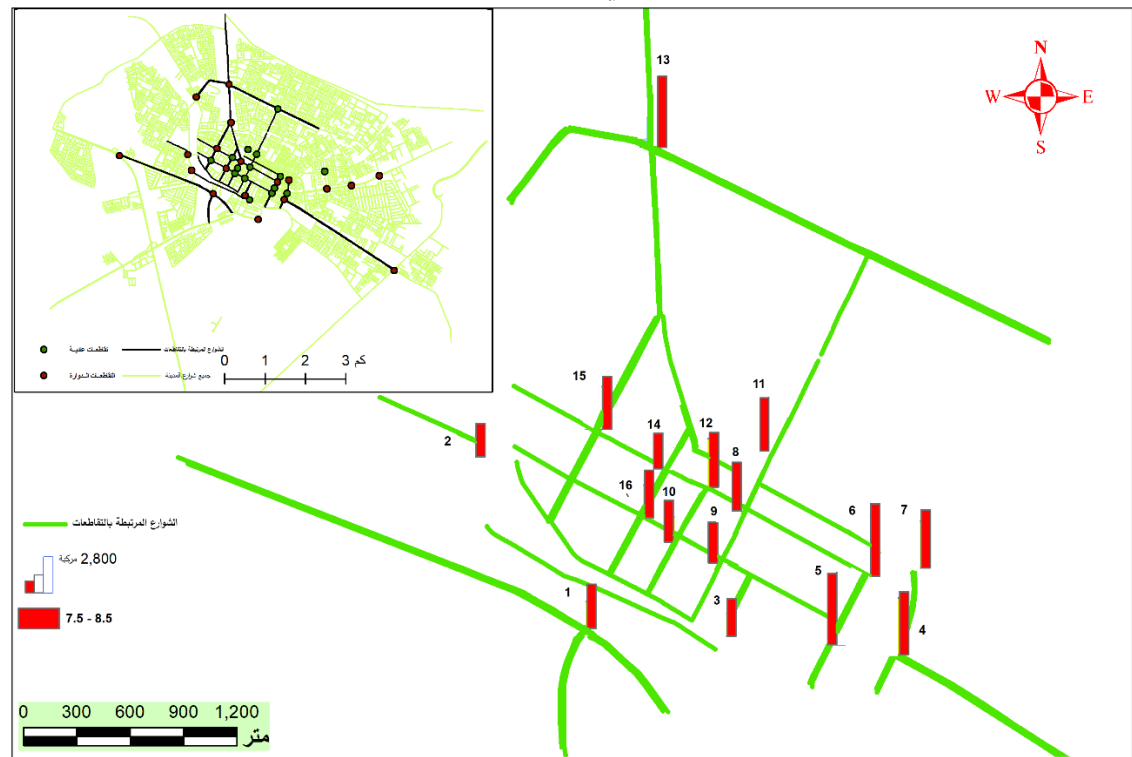 N
W E
S
13
15
11
2
14
12
8
16
10
9
6
7
5
1
3
4
تقاطعات عادية
الشوارع المرتبطة بالتقاطعات
التقاطعات الدوارة
جميع شوارع المدينة
0 1 2 3 كم
الشوارع المرتبطة بالتقاطعات
2,800 مركبة
7.5 - 8.5
0 300 600 900 1,200
متر